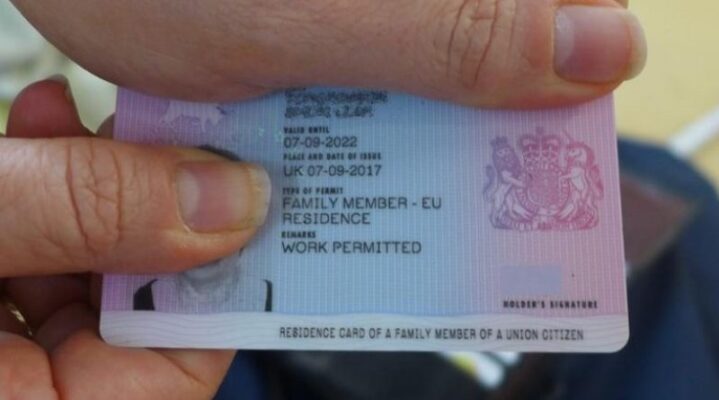 VALID UNTIL
07-09-2022
PLACE AND DATE OF ISSUE
UK 07-09-2017
TYPE OF PERMIT
FAMILY MEMBER - EU
RESIDENCE
REMARKS
WORK PERMITTED
HOLDER'S SIGNATURE
RESIDENCE CARD OF A FAMILY MEMBER OF A UNION CITIZEN